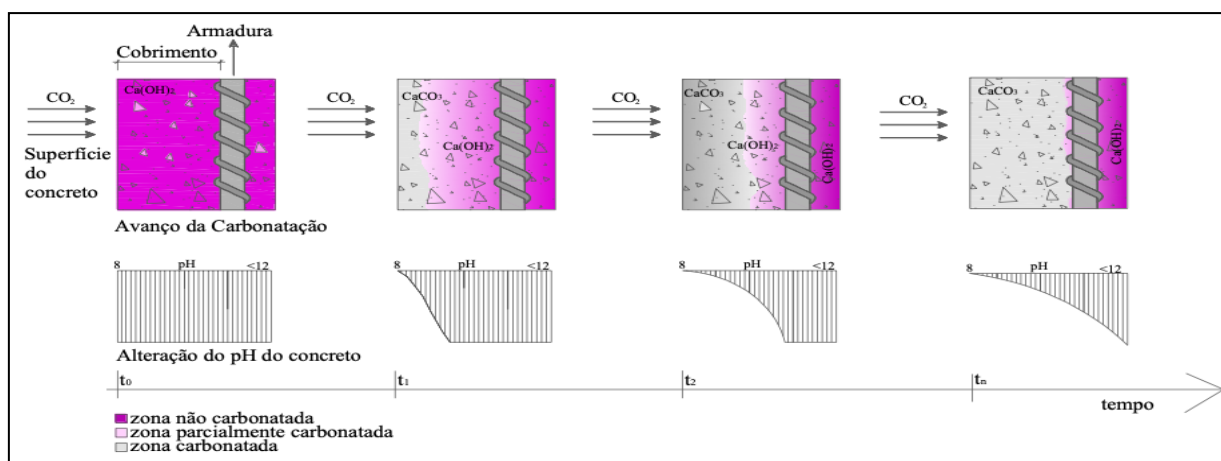 Armadura
Cobrimento
CO₂
Superfície
do
concreto
Ca(OH)₂
CO₂
CaCO₃
Ca(OH)₂
CO₂
CaCO₃
Ca(OH)₂
Ca(OH)₂
CO₂
CaCO₃
Ca(OH)₂
Avanço da Carbonatação
8 pH <12
8 pH <12
8 pH <12
8 pH <12
Alteração do pH do concreto
t₀
t₁
t₂
tₙ
tempo
zona não carbonatada
zona parcialmente carbonatada
zona carbonatada